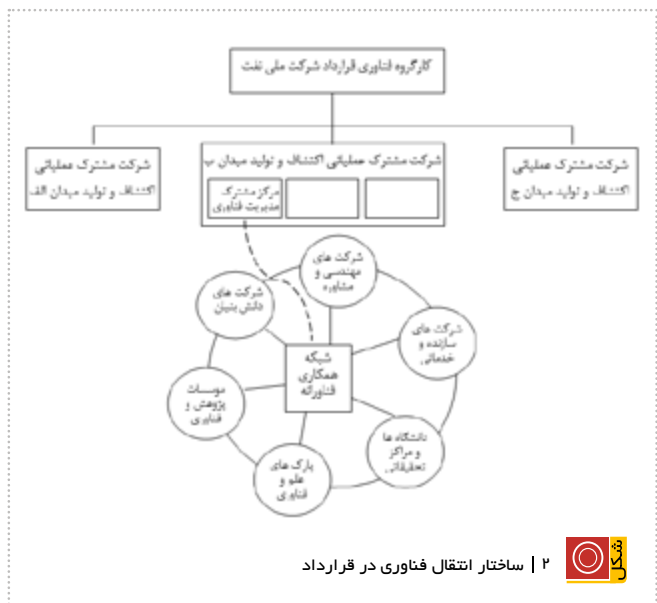 کارگروه فناوری قرارداد شرکت ملی نفت
شرکت مشترک عملیاتی
اکتشاف و تولید میدان ج
شرکت مشترک عملیاتی اکتشاف و تولید میدان ب
مرکز مشترک
مدیریت فناوری
شرکت مشترک عملیاتی
اکتشاف و تولید میدان الف
شرکت های
مهندسی و
مشاوره
شرکت های
دانش بنیان
شرکت های
سازنده و
خدماتی
شبکه
همکاری
فناورانه
موسسات
پژوهش و
فناوری
دانشگاه ها
و مراکز
تحقیقاتی
پارک های
علم و
فناوری
شکل
۲ | ساختار انتقال فناوری در قرارداد